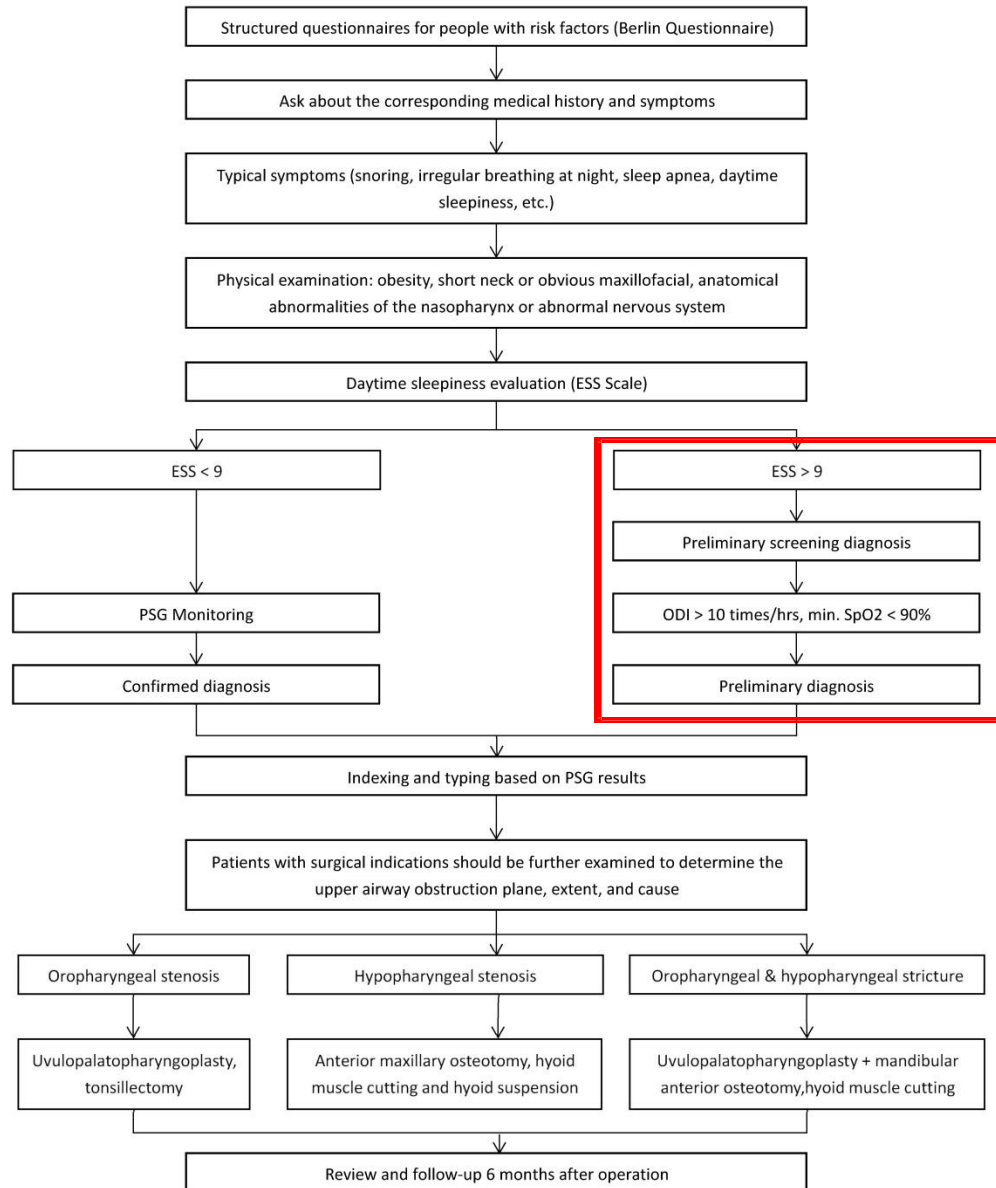 Structured questionnaires for people with risk factors (Berlin Questionnaire)
Ask about the corresponding medical history and symptoms
Typical symptoms (snoring, irregular breathing at night, sleep apnea, daytime
sleepiness, etc.)
Physical examination: obesity, short neck or obvious maxillofacial, anatomical
abnormalities of the nasopharynx or abnormal nervous system
Daytime sleepiness evaluation (ESS Scale)
ESS < 9
PSG Monitoring
Confirmed diagnosis
ESS > 9
Preliminary screening diagnosis
ODI > 10 times/hrs, min. SpO2 < 90%
Preliminary diagnosis
Indexing and typing based on PSG results
Patients with surgical indications should be further examined to determine the
upper airway obstruction plane, extent, and cause
Oropharyngeal stenosis
Uvulopalatopharyngoplasty,
tonsillectomy
Hypopharyngeal stenosis
Anterior maxillary osteotomy, hyoid
muscle cutting and hyoid suspension
Oropharyngeal & hypopharyngeal stricture
Uvulopalatopharyngoplasty + mandibular
anterior osteotomy,hyoid muscle cutting
Review and follow-up 6 months after operation